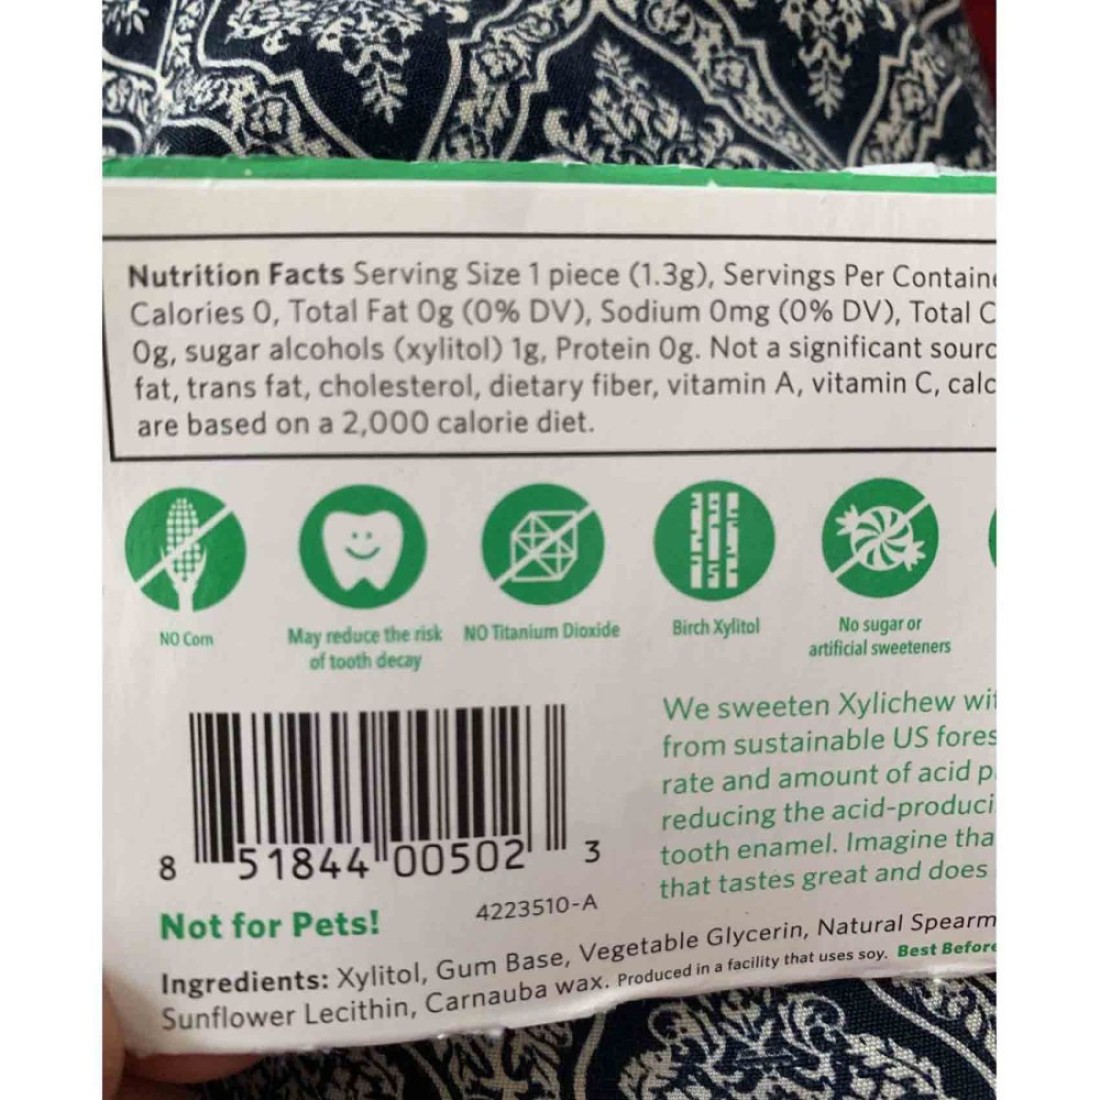 Nutrition Facts Serving Size 1 piece (1.3g), Servings Per Containe
Calories 0, Total Fat 0g (0% DV), Sodium 0mg (0% DV), Total C
0g, sugar alcohols (xylitol) 1g, Protein 0g. Not a significant sourc
fat, trans fat, cholesterol, dietary fiber, vitamin A, vitamin C, calc
are based on a 2,000 calorie diet.
NO Corn
May reduce the risk
of tooth decay
NO Titanium Dioxide
Birch Xylitol
No sugar or
artificial sweeteners
We sweeten Xylichew wit
from sustainable US fores
rate and amount of acid p
reducing the acid-produci
tooth enamel. Imagine tha
that tastes great and does
8 51844 00502 3
4223510-A
Not for Pets!
Ingredients: Xylitol, Gum Base, Vegetable Glycerin, Natural Spearm
Sunflower Lecithin, Carnauba wax. Produced in a facility that uses soy. Best Before